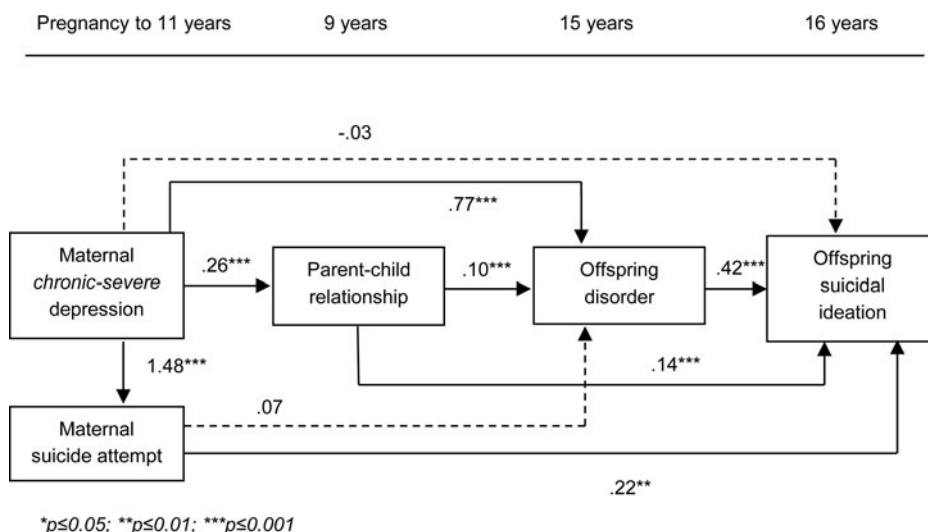 Pregnancy to 11 years 9 years 15 years 16 years
-.03
.77***
Maternal
chronic-severe
depression
.26***
Parent-child
relationship
.10***
Offspring
disorder
.42***
Offspring
suicidal
ideation
1.48***
.14***
.07
Maternal
suicide attempt
.22**
*p≤0.05; **p≤0.01; ***p≤0.001